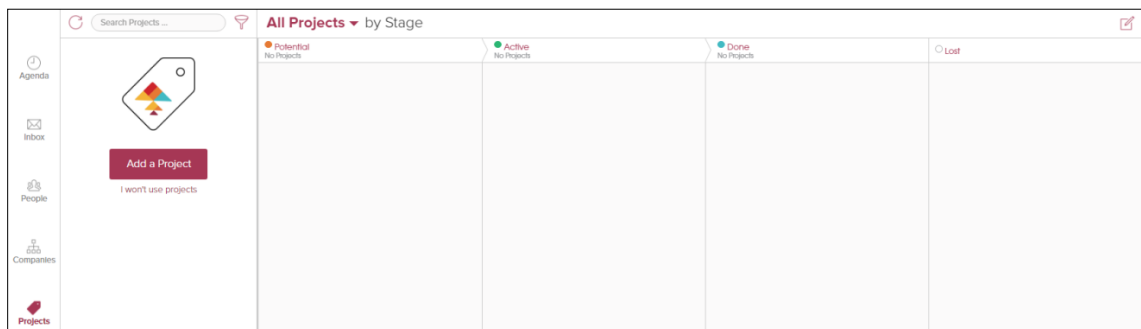 Search Projects ...
All Projects by Stage
Agenda
Inbox
People
Companies
Projects
Add a Project
I won't use projects
Potential
No Projects
Active
No Projects
Done
No Projects
Lost